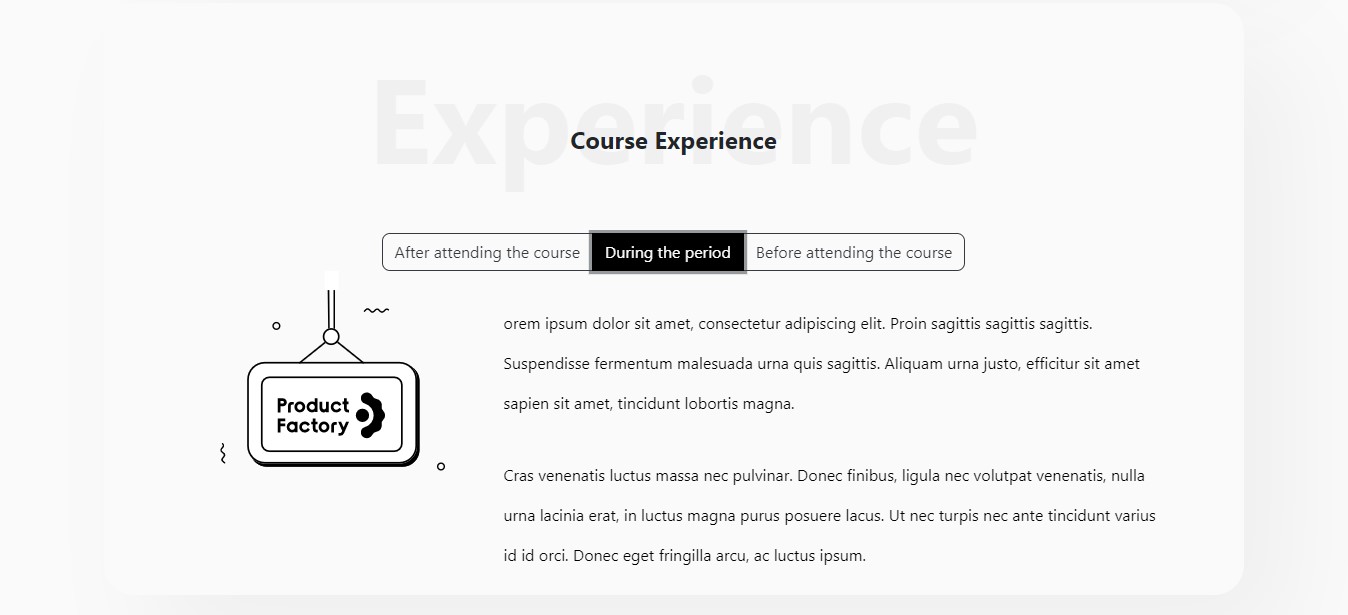 Experience
Course Experience
After attending the course During the period Before attending the course
orem ipsum dolor sit amet, consectetur adipiscing elit. Proin sagittis sagittis sagittis.
Suspendisse fermentum malesuada urna quis sagittis. Aliquam urna justo, efficitur sit amet
sapien sit amet, tincidunt lobortis magna.
Product
Factory
Cras venenatis luctus massa nec pulvinar. Donec finibus, ligula nec volutpat venenatis, nulla
urna lacinia erat, in luctus magna purus posuere lacus. Ut nec turpis nec ante tincidunt varius
id id orci. Donec eget fringilla arcu, ac luctus ipsum.